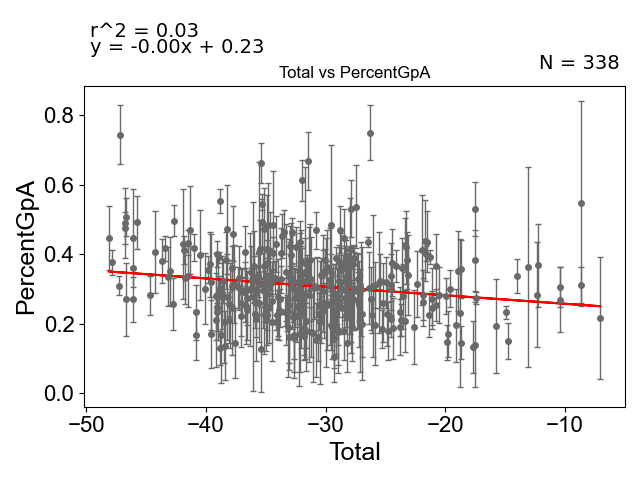 r^2 = 0.03
y = -0.00x + 0.23
N = 338
Total vs PercentGpA
PercentGpA
0.8
0.6
0.4
0.2
0.0
−50 −40 −30 −20 −10
Total